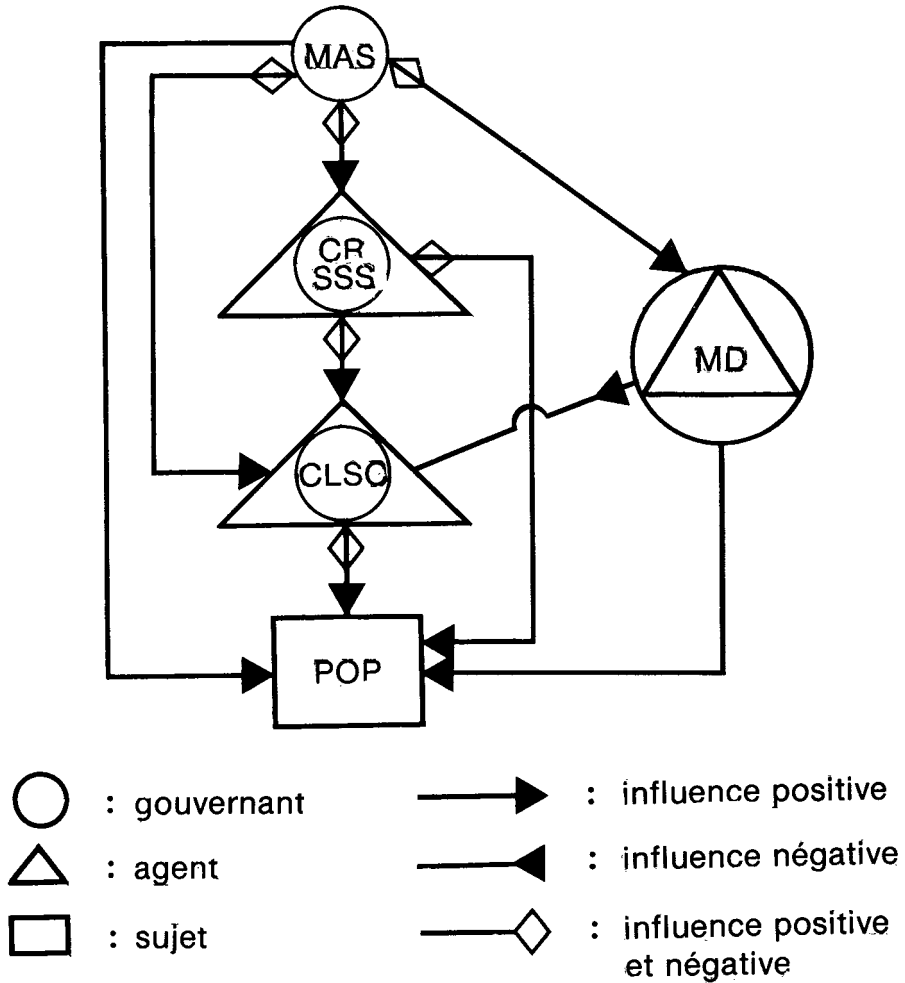 MAS
CR
SSS
MD
CLSC
POP
: gouvernant
: influence positive
: agent
: influence négative
: sujet
: influence positive
et négative